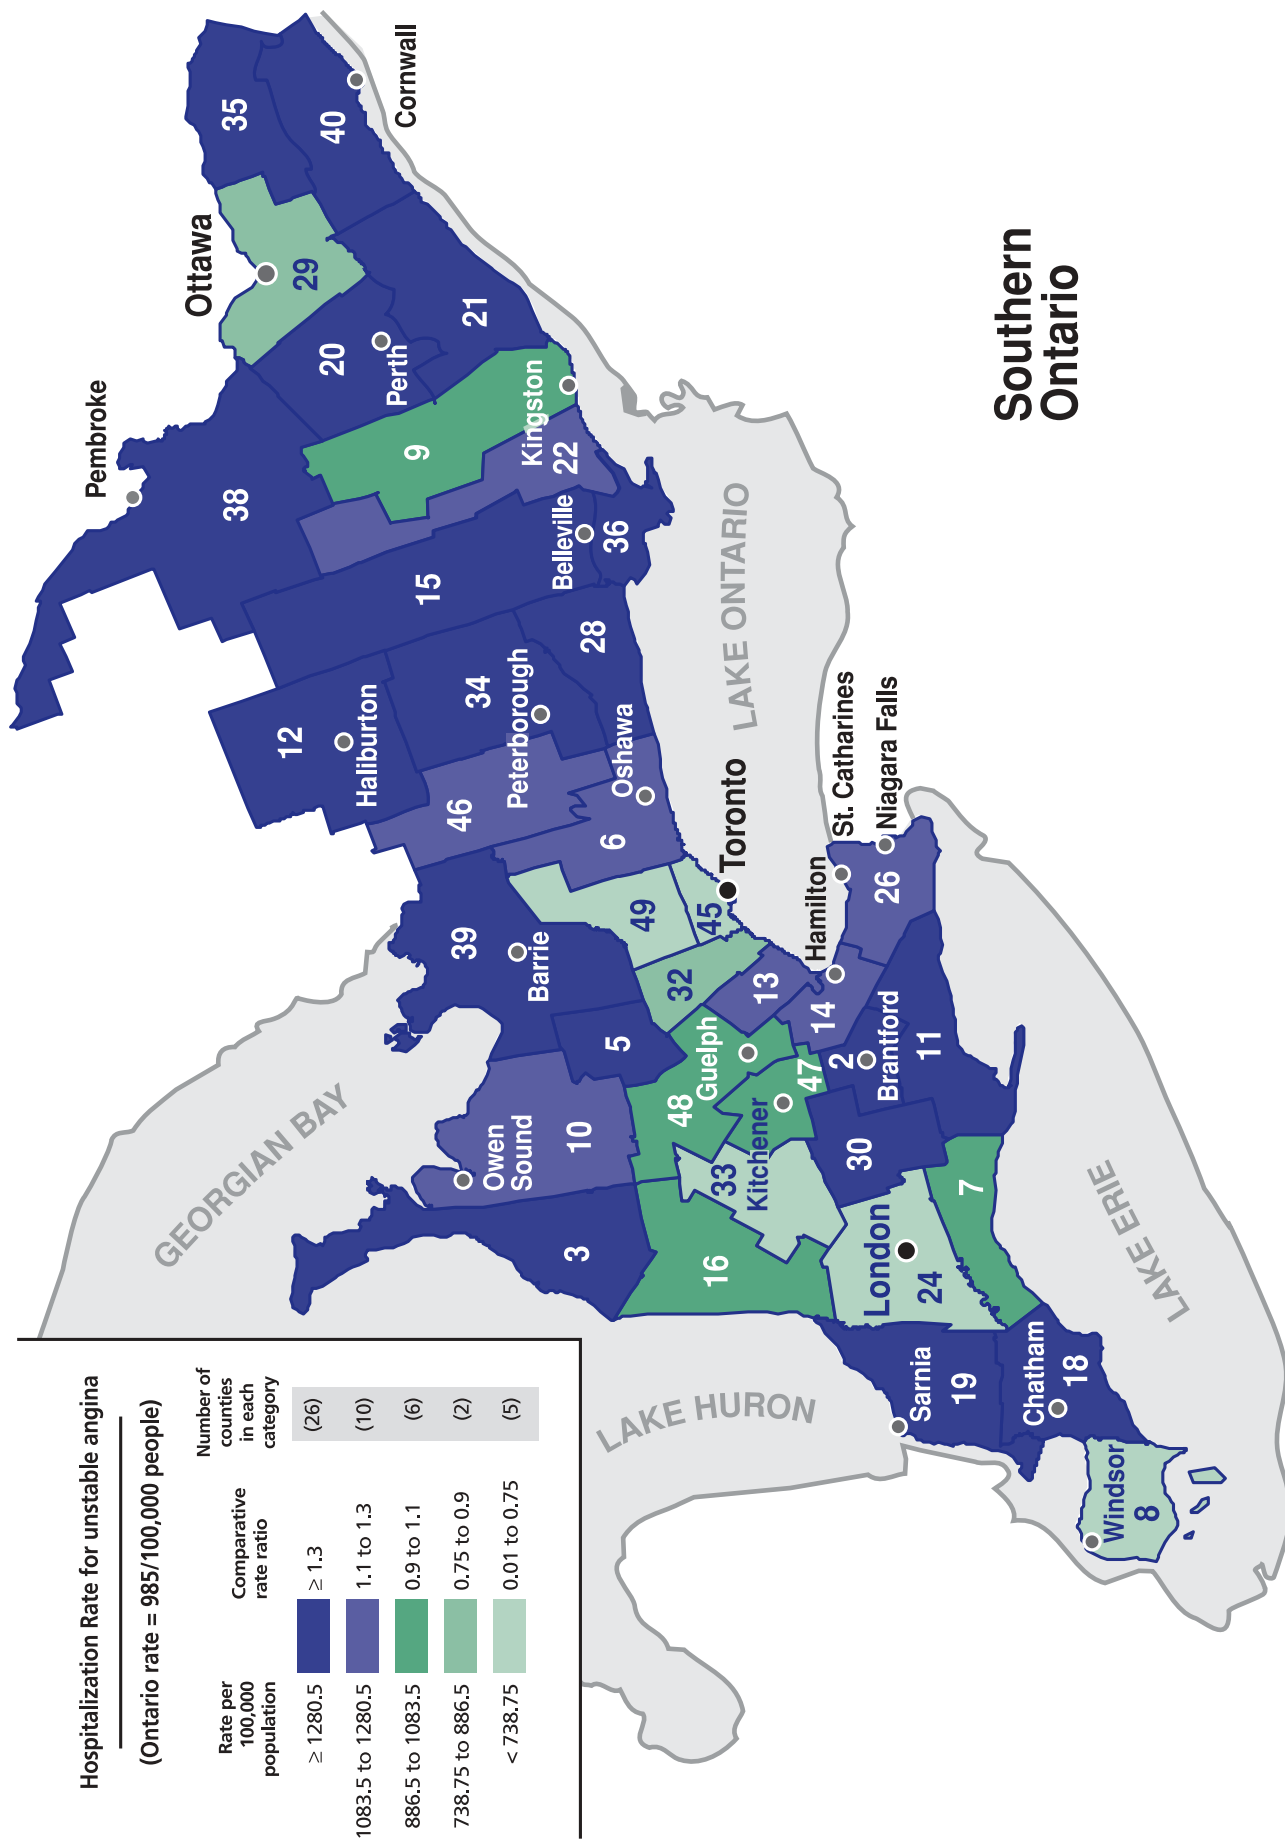 Hospitalization Rate for unstable angina
(Ontario rate = 985/100,000 people)
Rate per
100,000
population
Comparative
rate ratio
Number of
counties
in each
category
≥ 1280.5 ≥ 1.3 (26)
1083.5 to 1280.5 1.1 to 1.3 (10)
886.5 to 1083.5 0.9 to 1.1 (6)
738.75 to 886.5 0.75 to 0.9 (2)
< 738.75 0.01 to 0.75 (5)
Southern
Ontario
GEORGIAN BAY
LAKE HURON
LAKE ONTARIO
LAKE ERIE
Pembroke
38
Ottawa
29
35
40
Cornwall
20
Perth
21
9
Kingston
22
Belleville
36
15
28
12
Haliburton
34
Peterborough
46
Oshawa
6
39
Barrie
49
45
Toronto
32
5
13
Hamilton
14
St. Catharines
Niagara Falls
26
Owen
Sound
10
3
48
Guelph
47
Kitchener
33
2
Brantford
11
30
16
7
London
24
Sarnia
19
Chatham
18
Windsor
8